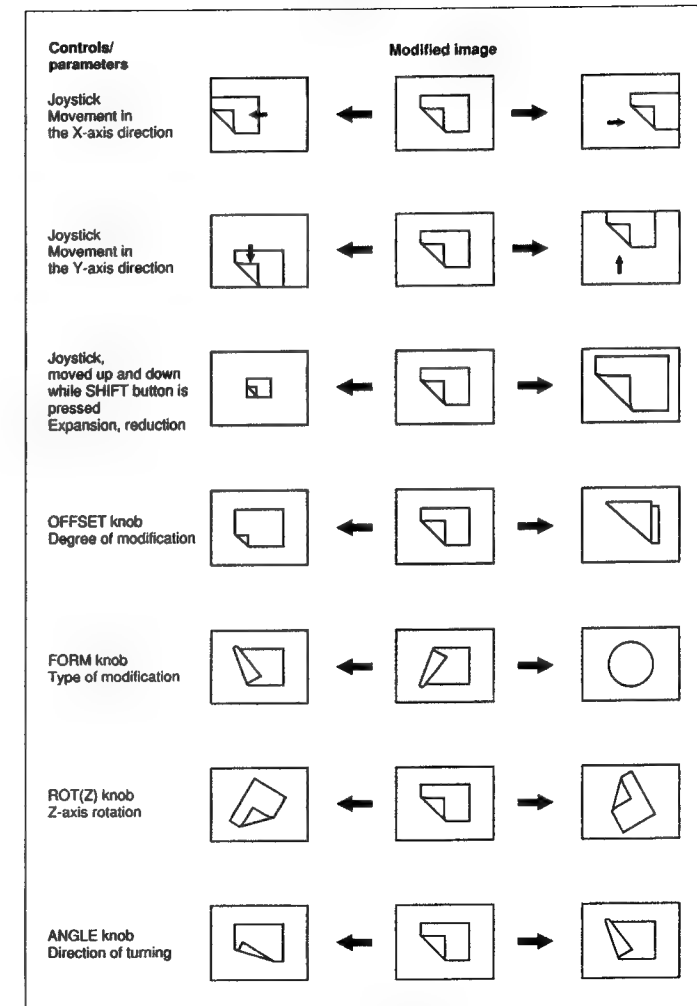 Controls/
parameters
Modified image
Joystick
Movement in
the X-axis direction
Joystick
Movement in
the Y-axis direction
Joystick,
moved up and down
while SHIFT button is
pressed
Expansion, reduction
OFFSET knob
Degree of modification
FORM knob
Type of modification
ROT(Z) knob
Z-axis rotation
ANGLE knob
Direction of turning